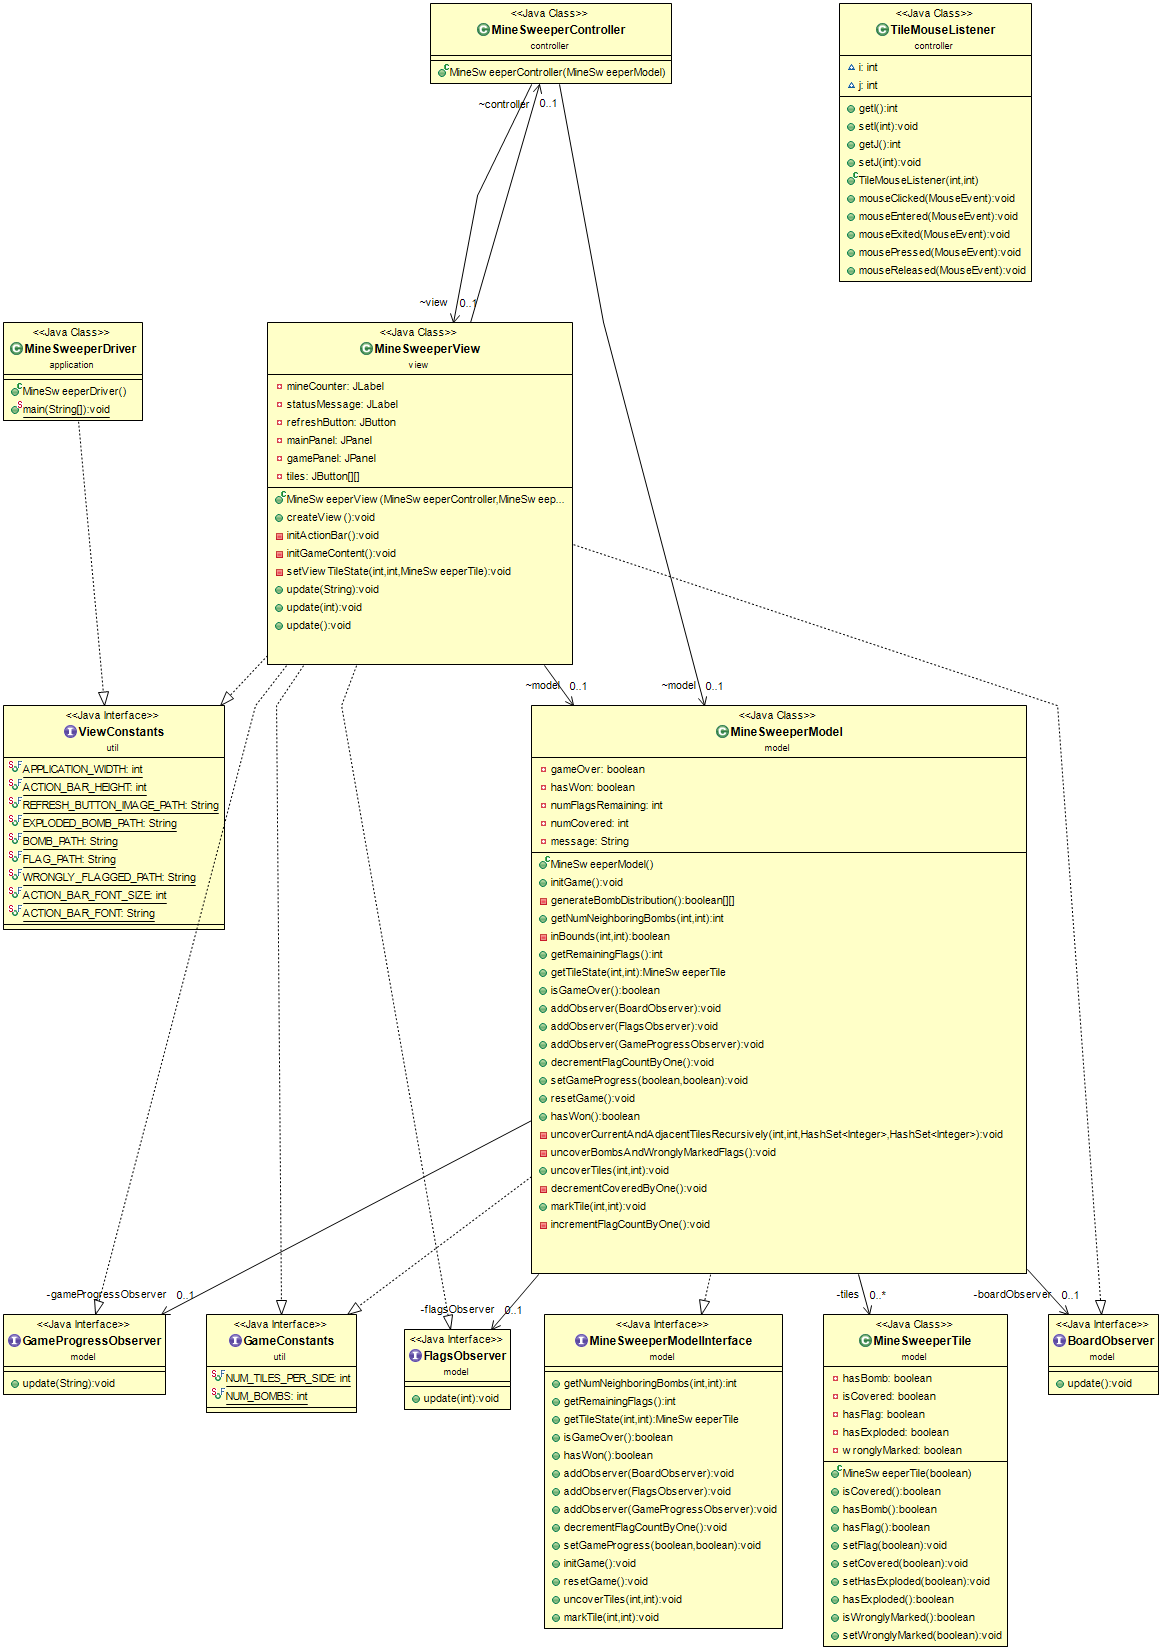 <<Java Class>>
MineSweeperController
controller
MineSweeperController(MineSweeperModel)
<<Java Class>>
TileMouseListener
controller
i: int
j: int
getI():int
setI(int):void
getJ():int
setJ(int):void
TileMouseListener(int,int)
mouseClicked(MouseEvent):void
mouseEntered(MouseEvent):void
mouseExited(MouseEvent):void
mousePressed(MouseEvent):void
mouseReleased(MouseEvent):void
~controller 0..1
~view 0..1
<<Java Class>>
MineSweeperDriver
application
MineSweeperDriver()
main(String[]):void
<<Java Class>>
MineSweeperView
view
mineCounter: JLabel
statusMessage: JLabel
refreshButton: JButton
mainPanel: JPanel
gamePanel: JPanel
tiles: JButton[][]
MineSweeperView(MineSweeperController,MineSweep...
createView():void
initActionBar():void
initGameContent():void
setViewTileState(int,int,MineSweeperTile):void
update(String):void
update(int):void
update():void
~model 0..1
~model 0..1
<<Java Interface>>
ViewConstants
util
APPLICATION_WIDTH: int
ACTION_BAR_HEIGHT: int
REFRESH_BUTTON_IMAGE_PATH: String
EXPLODED_BOMB_PATH: String
BOMB_PATH: String
FLAG_PATH: String
WRONGLY_FLAGGED_PATH: String
ACTION_BAR_FONT_SIZE: int
ACTION_BAR_FONT: String
<<Java Class>>
MineSweeperModel
model
gameOver: boolean
hasWon: boolean
numFlagsRemaining: int
numCovered: int
message: String
MineSweeperModel()
initGame():void
generateBombDistribution():boolean[][]
getNumNeighboringBombs(int,int):int
inBounds(int,int):boolean
getRemainingFlags():int
getTileState(int,int):MineSweeperTile
isGameOver():boolean
addObserver(BoardObserver):void
addObserver(FlagsObserver):void
addObserver(GameProgressObserver):void
decrementFlagCountByOne():void
setGameProgress(boolean,boolean):void
resetGame():void
hasWon():boolean
uncoverCurrentAndAdjacentTilesRecursively(int,int,HashSet<Integer>,HashSet<Integer>):void
uncoverBombsAndWronglyMarkedFlags():void
uncoverTiles(int,int):void
decrementCoveredByOne():void
markTile(int,int):void
incrementFlagCountByOne():void
-gameProgressObserver 0..1
-flagsObserver 0..1
-tiles 0..*
-boardObserver 0..1
<<Java Interface>>
GameProgressObserver
model
update(String):void
<<Java Interface>>
GameConstants
util
NUM_TILES_PER_SIDE: int
NUM_BOMBS: int
<<Java Interface>>
FlagsObserver
model
update(int):void
<<Java Interface>>
MineSweeperModelInterface
model
getNumNeighboringBombs(int,int):int
getRemainingFlags():int
getTileState(int,int):MineSweeperTile
isGameOver():boolean
hasWon():boolean
addObserver(BoardObserver):void
addObserver(FlagsObserver):void
addObserver(GameProgressObserver):void
decrementFlagCountByOne():void
setGameProgress(boolean,boolean):void
initGame():void
resetGame():void
uncoverTiles(int,int):void
markTile(int,int):void
<<Java Class>>
MineSweeperTile
model
hasBomb: boolean
isCovered: boolean
hasFlag: boolean
hasExploded: boolean
wronglyMarked: boolean
MineSweeperTile(boolean)
isCovered():boolean
hasBomb():boolean
hasFlag():boolean
setFlag(boolean):void
setCovered(boolean):void
setHasExploded(boolean):void
hasExploded():boolean
isWronglyMarked():boolean
setWronglyMarked(boolean):void
<<Java Interface>>
BoardObserver
model
update():void